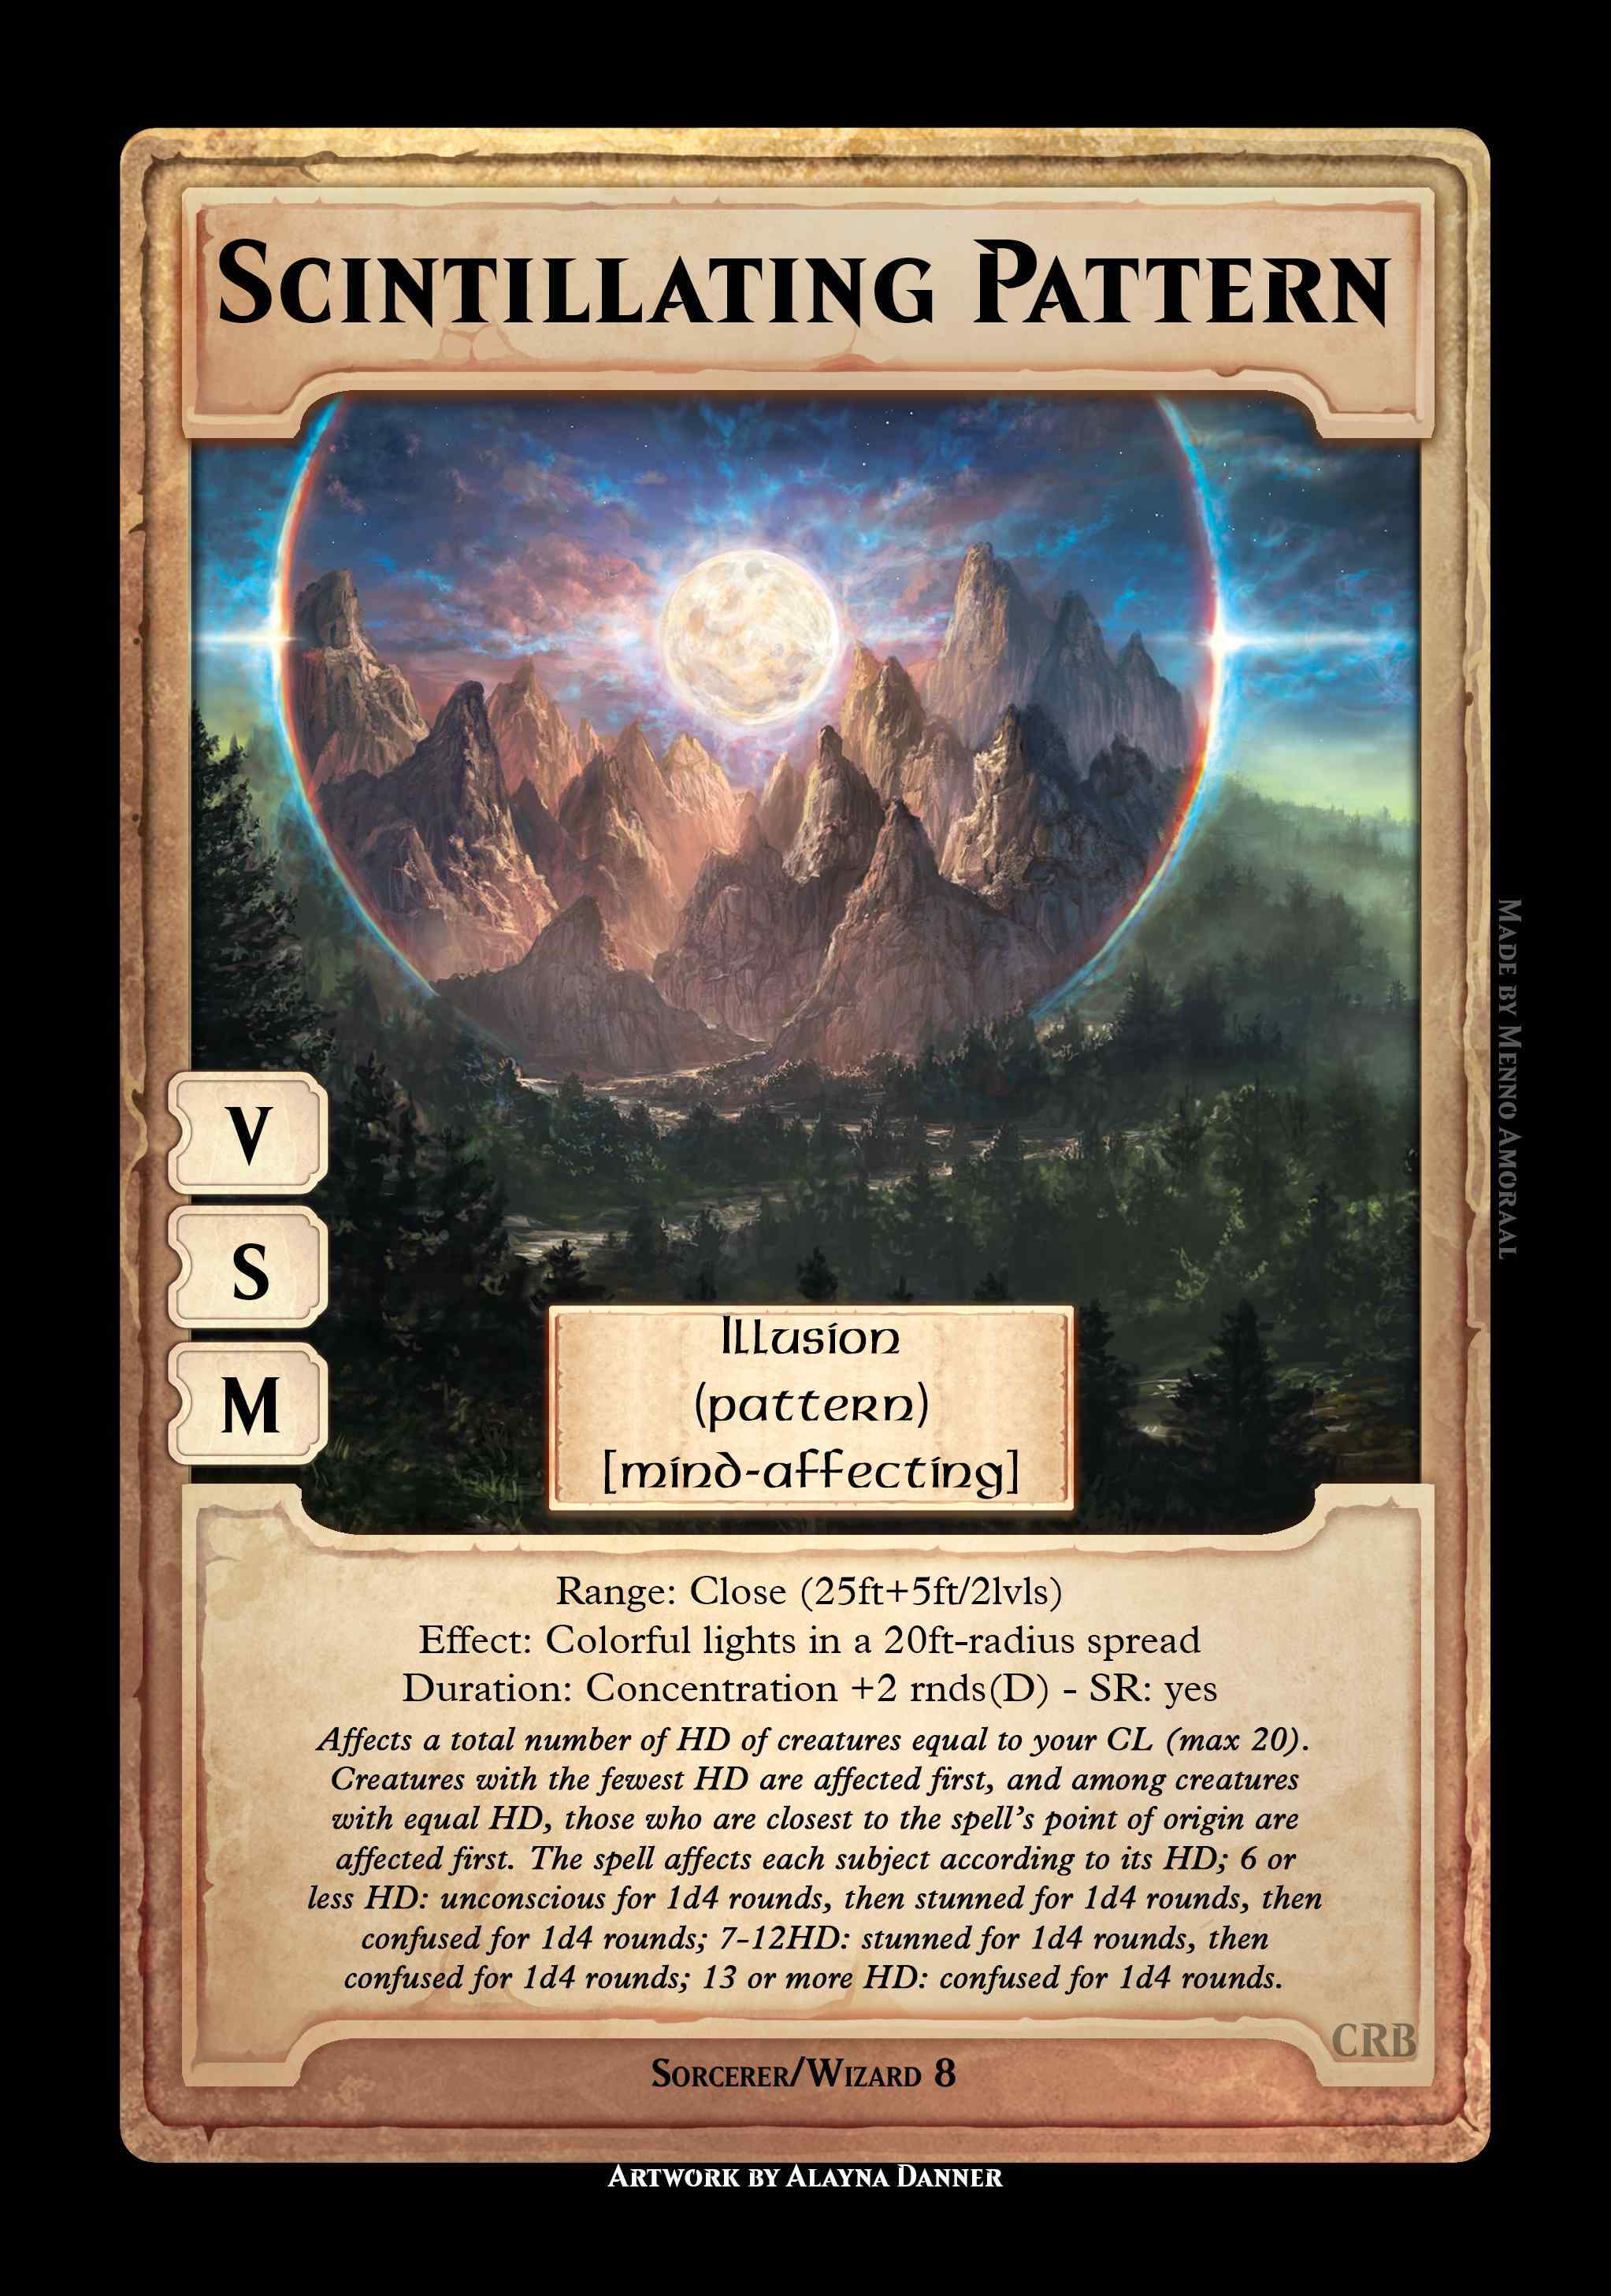 Scintillating Pattern
V
S
M
Illusion
(pattern)
[mind-affecting]
Range: Close (25ft+5ft/2lvls)
Effect: Colorful lights in a 20ft-radius spread
Duration: Concentration +2 rnds(D) - SR: yes
Affects a total number of HD of creatures equal to your CL (max 20).
Creatures with the fewest HD are affected first, and among creatures
with equal HD, those who are closest to the spell's point of origin are
affected first. The spell affects each subject according to its HD; 6 or
less HD: unconscious for 1d4 rounds, then stunned for 1d4 rounds, then
confused for 1d4 rounds; 7-12HD: stunned for 1d4 rounds, then
confused for 1d4 rounds; 13 or more HD: confused for 1d4 rounds.
CRB
Sorcerer/Wizard 8
Artwork by Alayna Danner
Made by Menno Amoraal